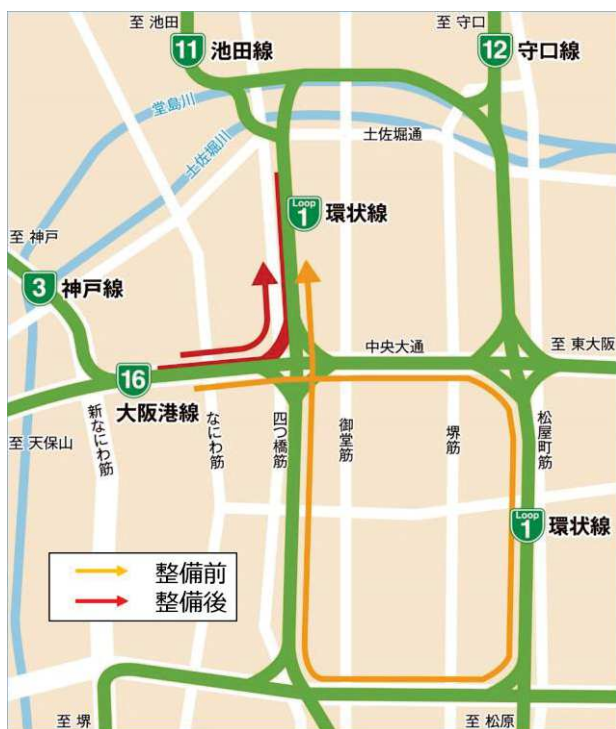 至 池田
11 池田線
至 守口
12 守口線
堂島川
土佐堀川
土佐堀通
Loop
1 環状線
至 神戸
3 神戸線
中央大通
至 東大阪
16
大阪港線
至 天保山
新なにわ筋
なにわ筋
四つ橋筋
御堂筋
堺筋
松屋町筋
Loop
1 環状線
整備前
整備後
至 堺
至 松原